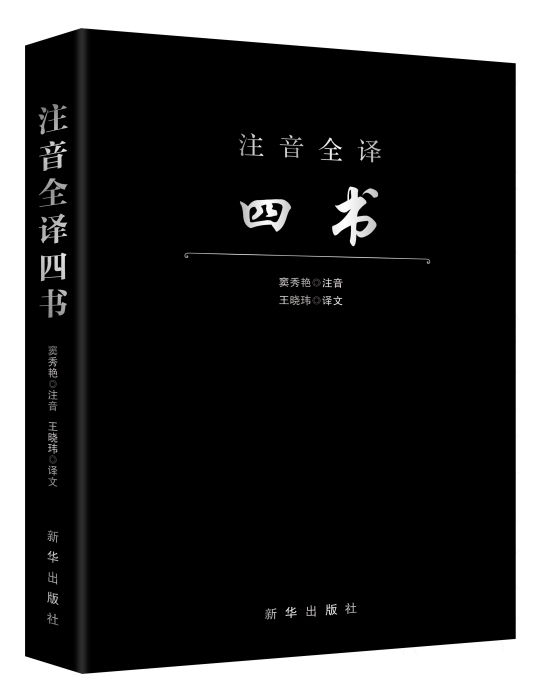 注音全译四书
窦秀艳◎注音 王晓玮◎译文
新华出版社
注音全译
四书
窦秀艳◎注音
王晓玮◎译文
新华出版社